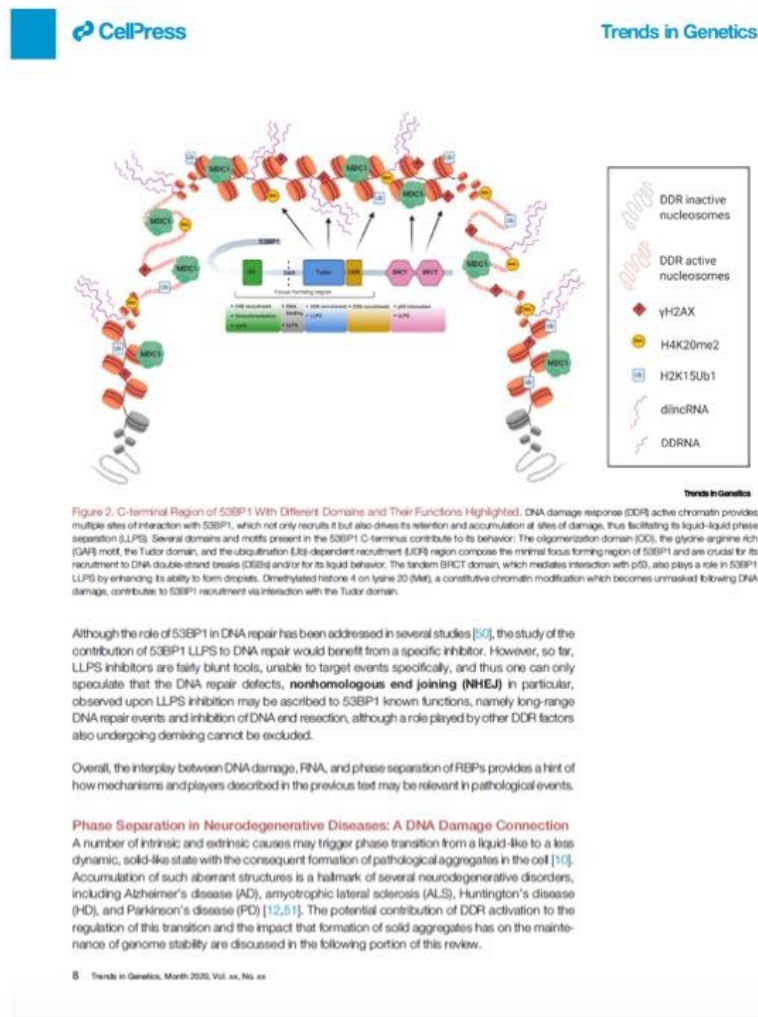 CellPress
Trends in Genetics
MDC1
MDC1
MDC1
MDC1
MDC1
MDC1
MDC1
MDC1
53BP1
OD
GAR
Tudor
UDR
BRCT
BRCT
Focus forming region
DDR inactive
nucleosomes
DDR active
nucleosomes
γH2AX
H4K20me2
H2K15Ub1
dilncRNA
DDRNA
Trends in Genetics
Figure 2. C-terminal Region of 53BP1 With Different Domains and Their Functions Highlighted. DNA damage response (DDR) active chromatin provides
multiple sites of interaction with 53BP1, which not only recruits it but also drives its retention and accumulation at sites of damage, thus facilitating its liquid–liquid phase
separation (LLPS). Several domains and motifs present in the 53BP1 C-terminus contribute to its behavior: The oligomerization domain (OD), the glycine-arginine rich
(GAR) motif, the Tudor domain, and the ubiquitination (Ub)-dependent recruitment (UDR) region compose the minimal focus forming region of 53BP1 and are crucial for its
recruitment to DNA double-strand breaks (DSBs) and/or for its liquid behavior. The tandem BRCT domain, which mediates interaction with p53, also plays a role in 53BP1
LLPS by enhancing its ability to form droplets. Dimethylated histone 4 on lysine 20 (Me), a constitutive chromatin modification which becomes unmasked following DNA
damage, contributes to 53BP1 recruitment via interaction with the Tudor domain.
Although the role of 53BP1 in DNA repair has been addressed in several studies [50], the study of the
contribution of 53BP1 LLPS to DNA repair would benefit from a specific inhibitor. However, so far,
LLPS inhibitors are fairly blunt tools, unable to target events specifically, and thus one can only
speculate that the DNA repair defects, nonhomologous end joining (NHEJ) in particular,
observed upon LLPS inhibition may be ascribed to 53BP1 known functions, namely long-range
DNA repair events and inhibition of DNA end resection, although a role played by other DDR factors
also undergoing demixing cannot be excluded.
Overall, the interplay between DNA damage, RNA, and phase separation of RBPs provides a hint of
how mechanisms and players described in the previous text may be relevant in pathological events.
Phase Separation in Neurodegenerative Diseases: A DNA Damage Connection
A number of intrinsic and extrinsic causes may trigger phase transition from a liquid-like to a less
dynamic, solid-like state with the consequent formation of pathological aggregates in the cell [10].
Accumulation of such aberrant structures is a hallmark of several neurodegenerative disorders,
including Alzheimer's disease (AD), amyotrophic lateral sclerosis (ALS), Huntington's disease
(HD), and Parkinson's disease (PD) [12,51]. The potential contribution of DDR activation to the
regulation of this transition and the impact that formation of solid aggregates has on the mainte-
nance of genome stability are discussed in the following portion of this review.
8 Trends in Genetics, Month 2020, Vol. xx, No. xx